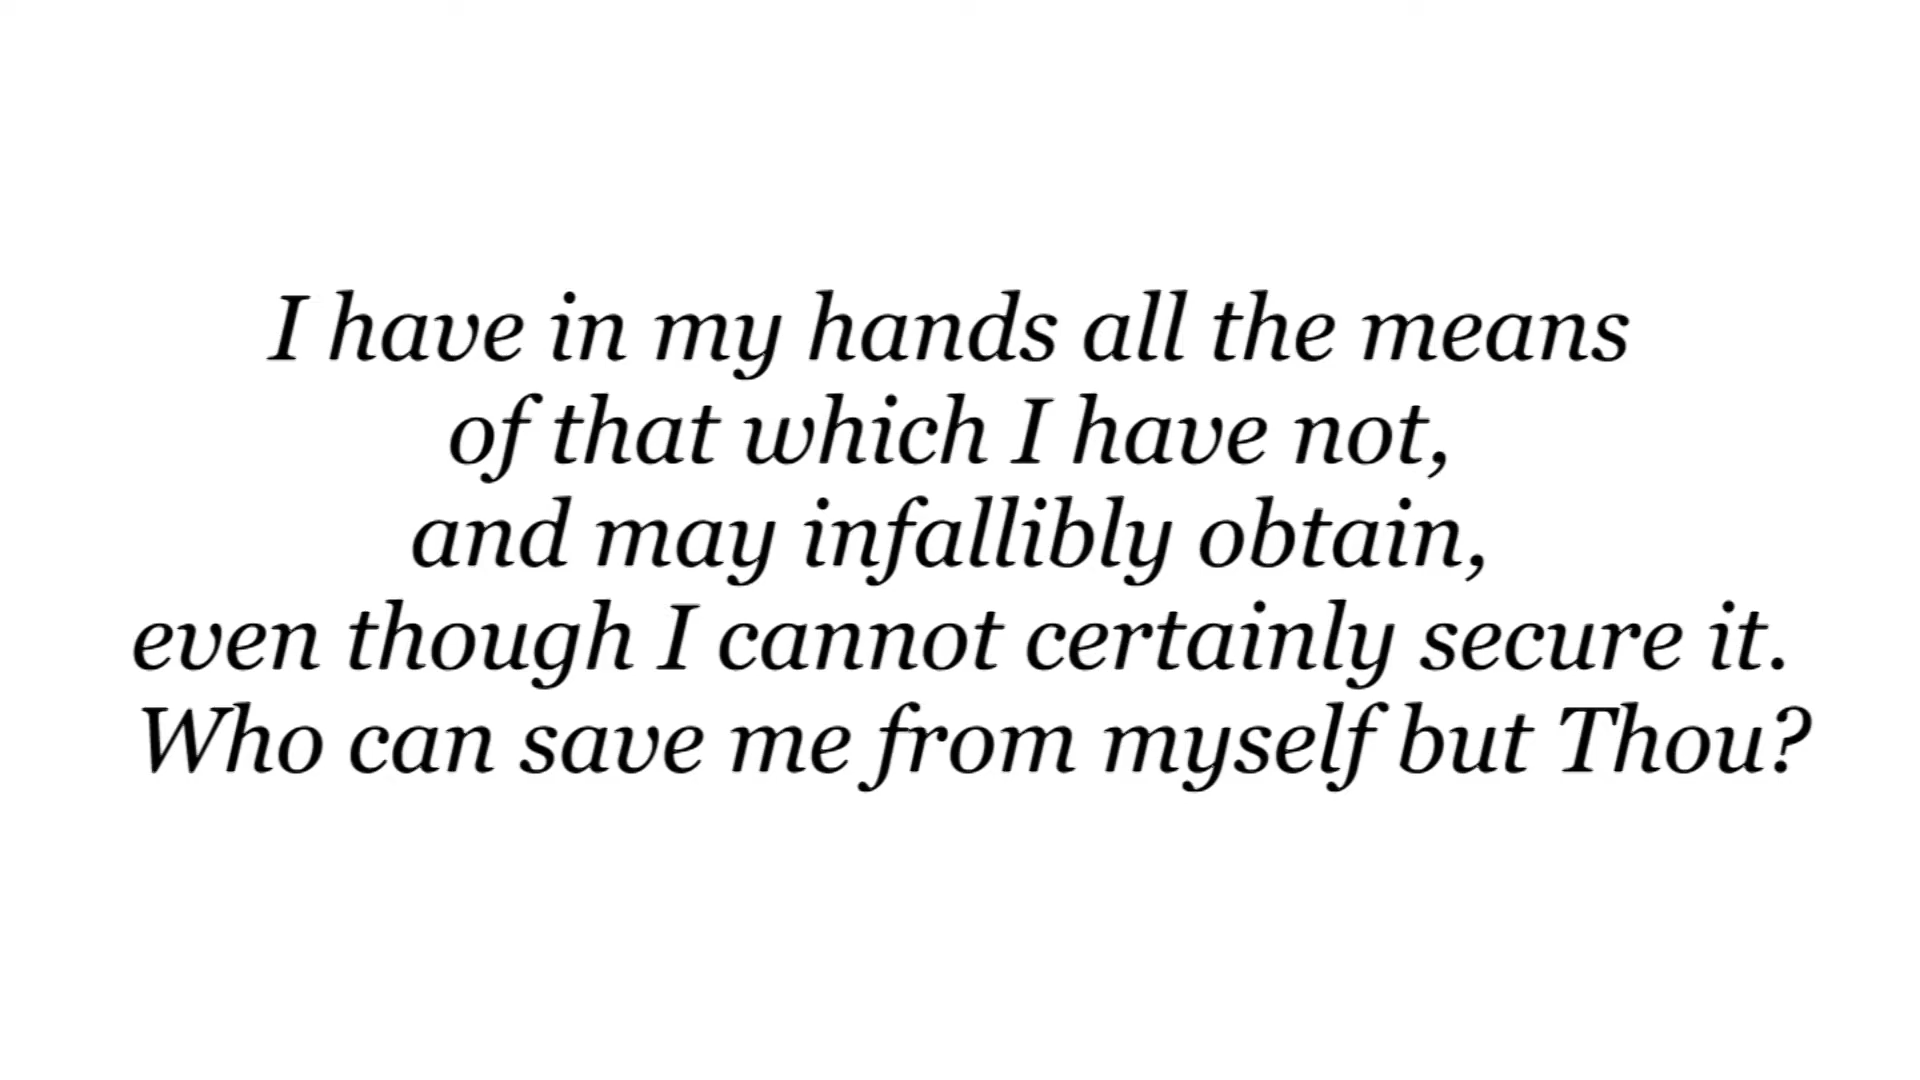 I have in my hands all the means
of that which I have not,
and may infallibly obtain,
even though I cannot certainly secure it.
Who can save me from myself but Thou?